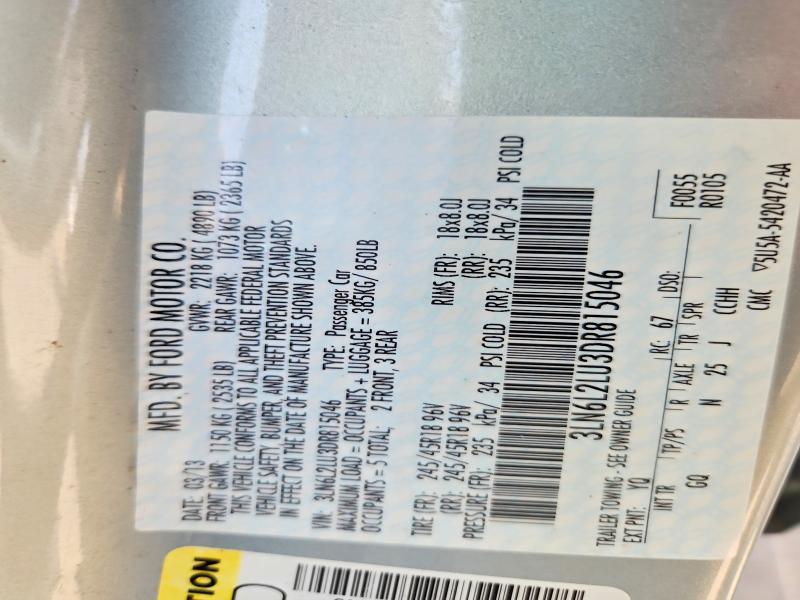 MFD. BY FORD MOTOR CO.
DATE: 03/13 GVWR: 2218 KG ( 4890 LB)
FRONT GAWR: 1150 KG (2535 LB) REAR GAWR: 1073 KG (2365 LB)
THIS VEHICLE CONFORMS TO ALL APPLICABLE FEDERAL MOTOR
VEHICLE SAFETY, BUMPER, AND THEFT PREVENTION STANDARDS
IN EFFECT ON THE DATE OF MANUFACTURE SHOWN ABOVE.
VIN: 3LN6L2LU3DR815046 TYPE: Passenger Car
MAXIMUM LOAD = OCCUPANTS + LUGGAGE = 385KG/ 850LB
OCCUPANTS = 5 TOTAL; 2 FRONT, 3 REAR
TIRE (FR): 245/45R18 96V RIMS (FR): 18x8.0J
(RR): 245/45R18 96V (RR): 18x8.0J
PRESSURE (FR): 235 kPa/ 34 PSI COLD (RR): 235 kPa/ 34 PSI COLD
3LN6L2LU3DR815046
TRAILER TOWING - SEE OWNER GUIDE
EXT PNT: YQ RC: 67 DSO: F0055
INT TR TP/PS R AXLE TR SPR R0105
GQ N 25 J CCHH
CMC ▽5U5A-5420472-AA
TION